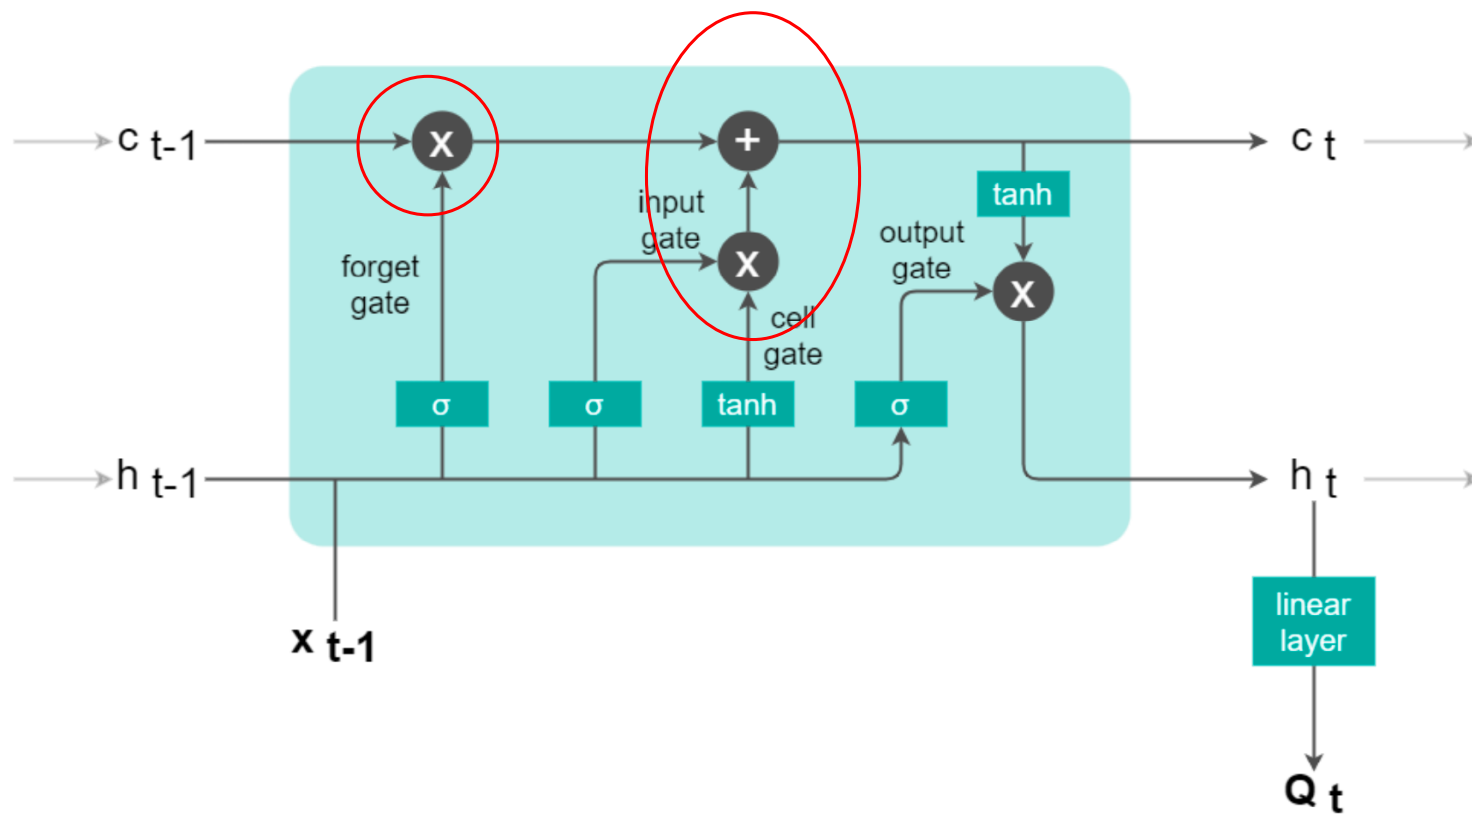 c t-1
x
+
c t
tanh
input
gate
output
gate
forget
gate
x
x
cell
gate
σ
σ
tanh
σ
h t-1
h t
x t-1
linear
layer
Q t